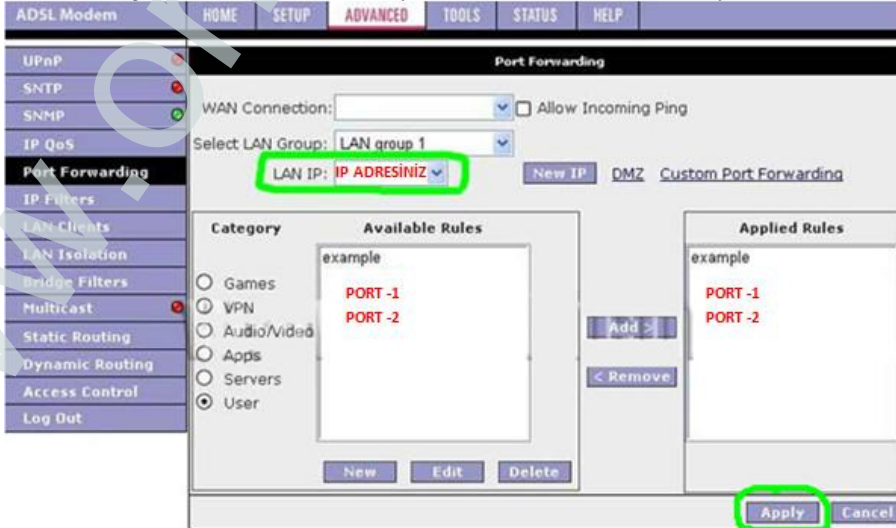 ADSL Modem
HOME SETUP ADVANCED TOOLS STATUS HELP
UPnP
SNTP
SNMP
IP QoS
Port Forwarding
IP Filters
LAN Clients
LAN Isolation
Bridge Filters
Multicast
Static Routing
Dynamic Routing
Access Control
Log Out
Port Forwarding
WAN Connection: Allow Incoming Ping
Select LAN Group: LAN group 1
LAN IP: IP ADRESİNİZ New IP DMZ Custom Port Forwarding
Category Available Rules Applied Rules
example example
Games PORT -1 PORT -1
VPN PORT -2 PORT -2
Audio/Video Add >
Apps
Servers < Remove
User
New Edit Delete
Apply Cancel